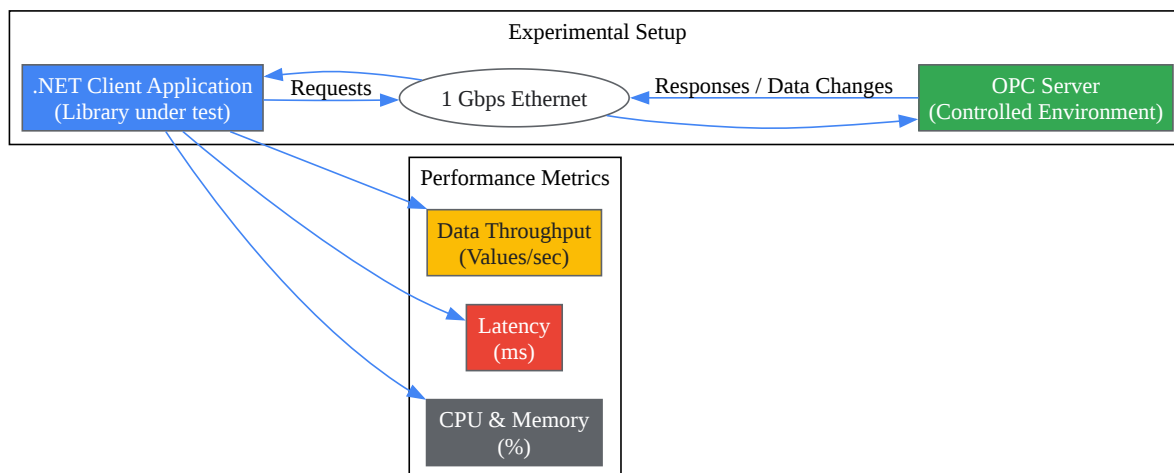 Experimental Setup
.NET Client Application
(Library under test)
Requests
1 Gbps Ethernet
Responses / Data Changes
OPC Server
(Controlled Environment)
Performance Metrics
Data Throughput
(Values/sec)
Latency
(ms)
CPU & Memory
(%)